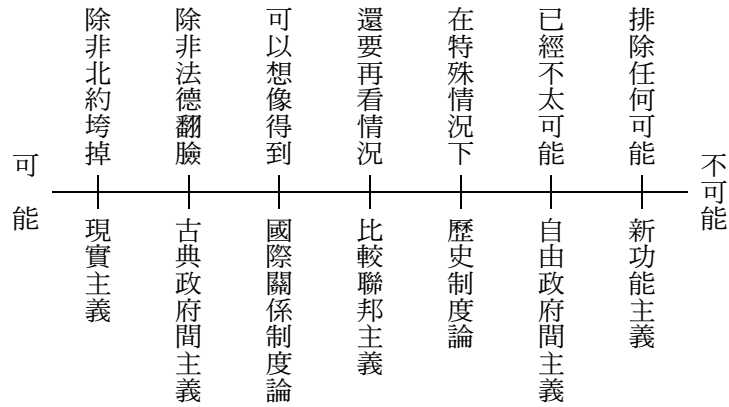 除非北約垮掉
除非法德翻臉
可以想像得到
還要再看情況
在特殊情況下
已經不太可能
排除任何可能
可能
不可能
現實主義
古典政府間主義
國際關係制度論
比較聯邦主義
歷史制度論
自由政府間主義
新功能主義